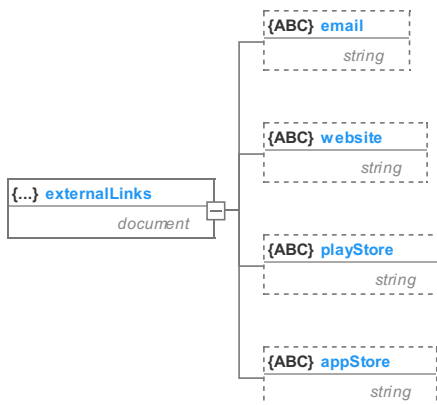 {ABC} email
string
{ABC} website
string
{...} externalLinks
document
{ABC} playStore
string
{ABC} appStore
string